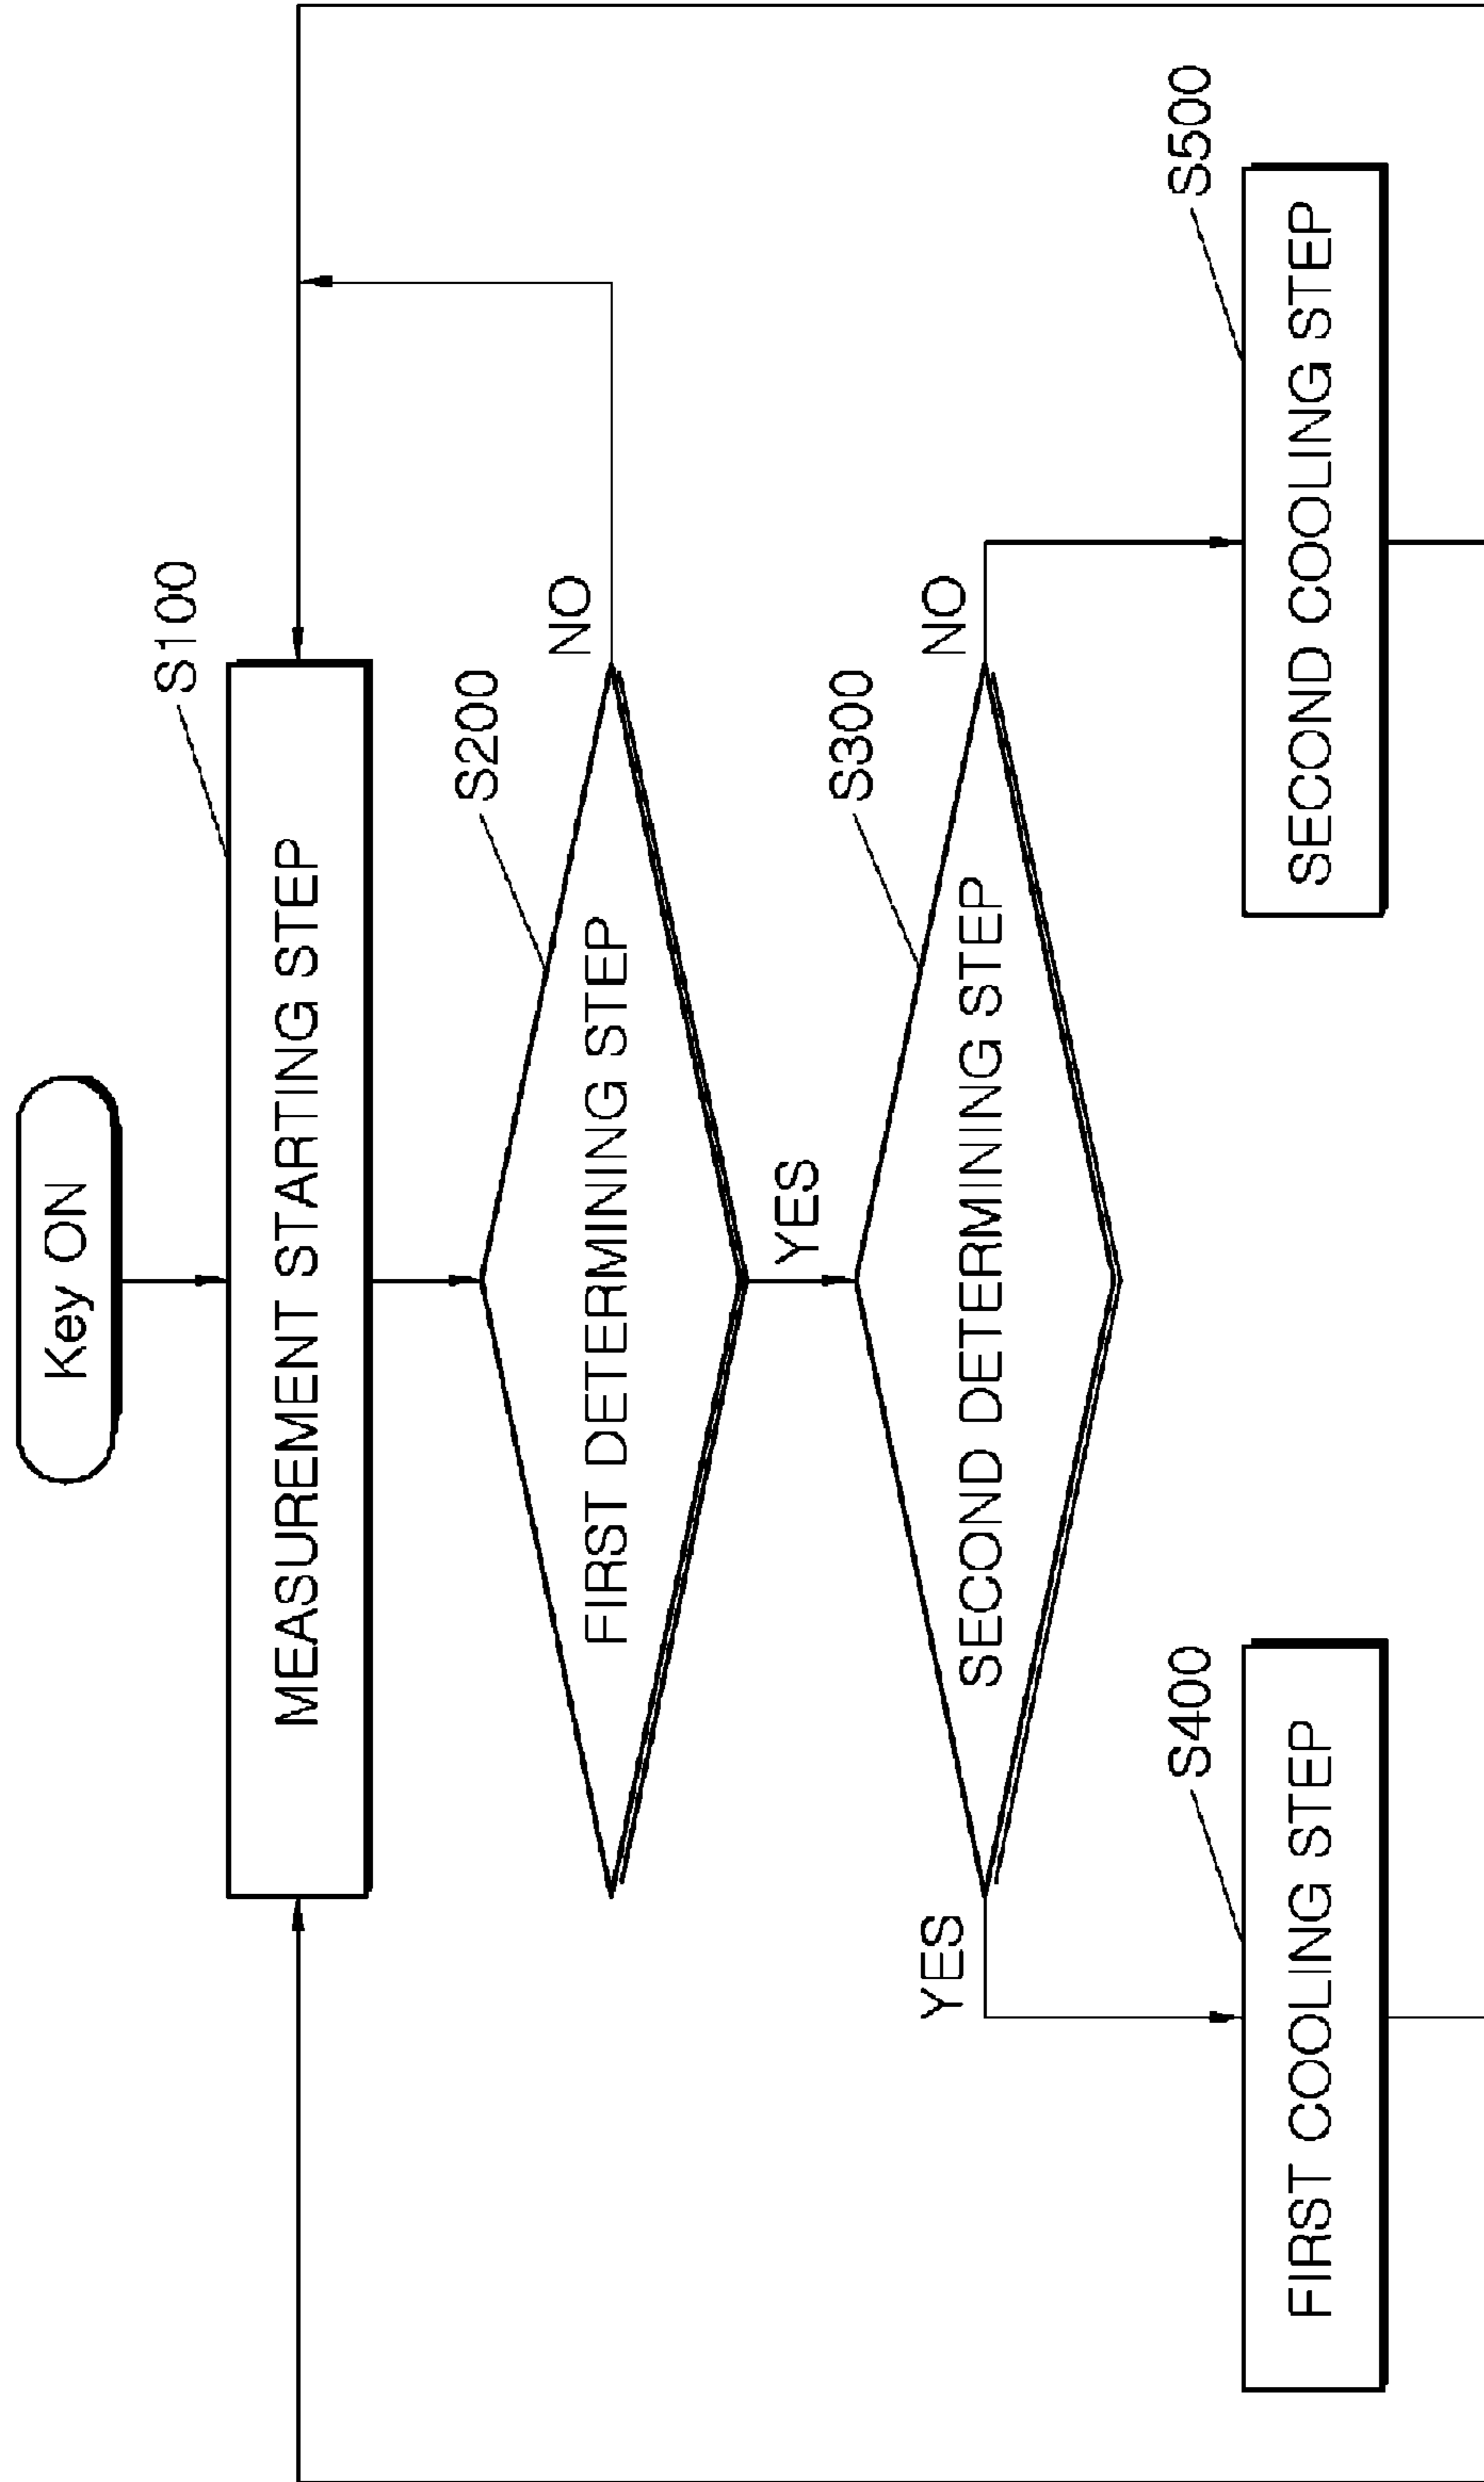 Key ON
S100
MEASUREMENT STARTING STEP
S200
FIRST DETERMINING STEP
NO
YES
S300
SECOND DETERMINING STEP
YES
NO
S400
FIRST COOLING STEP
S500
SECOND COOLING STEP